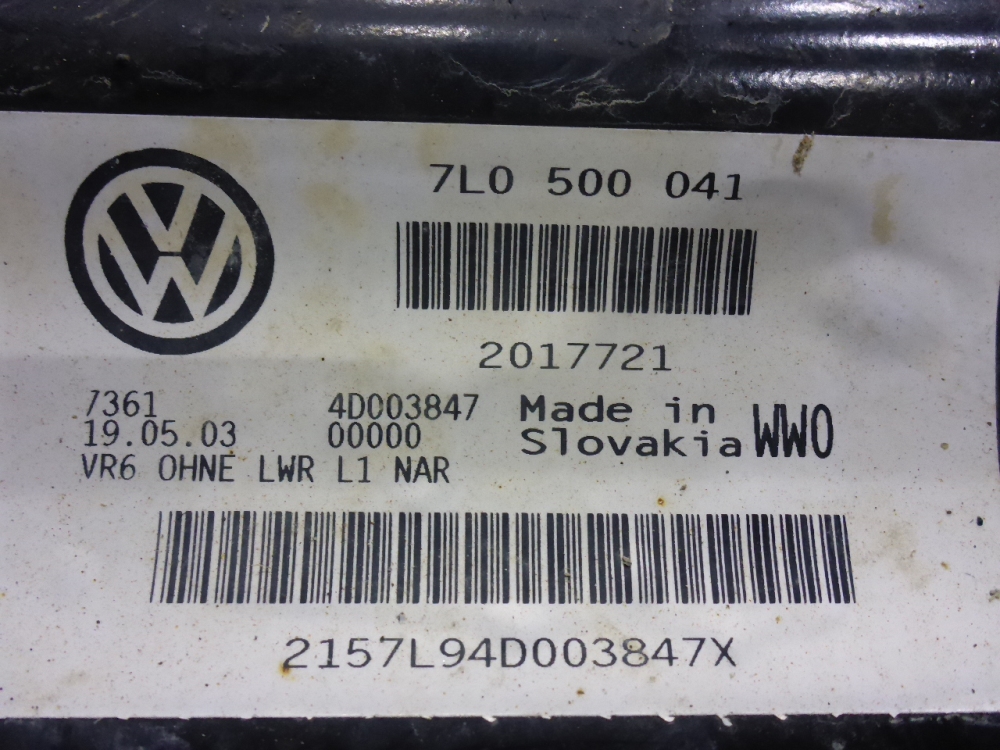 7L0 500 041
2017721
7361 4D003847
19.05.03 00000
VR6 OHNE LWR L1 NAR
Made in
Slovakia WW0
2157L94D003847X